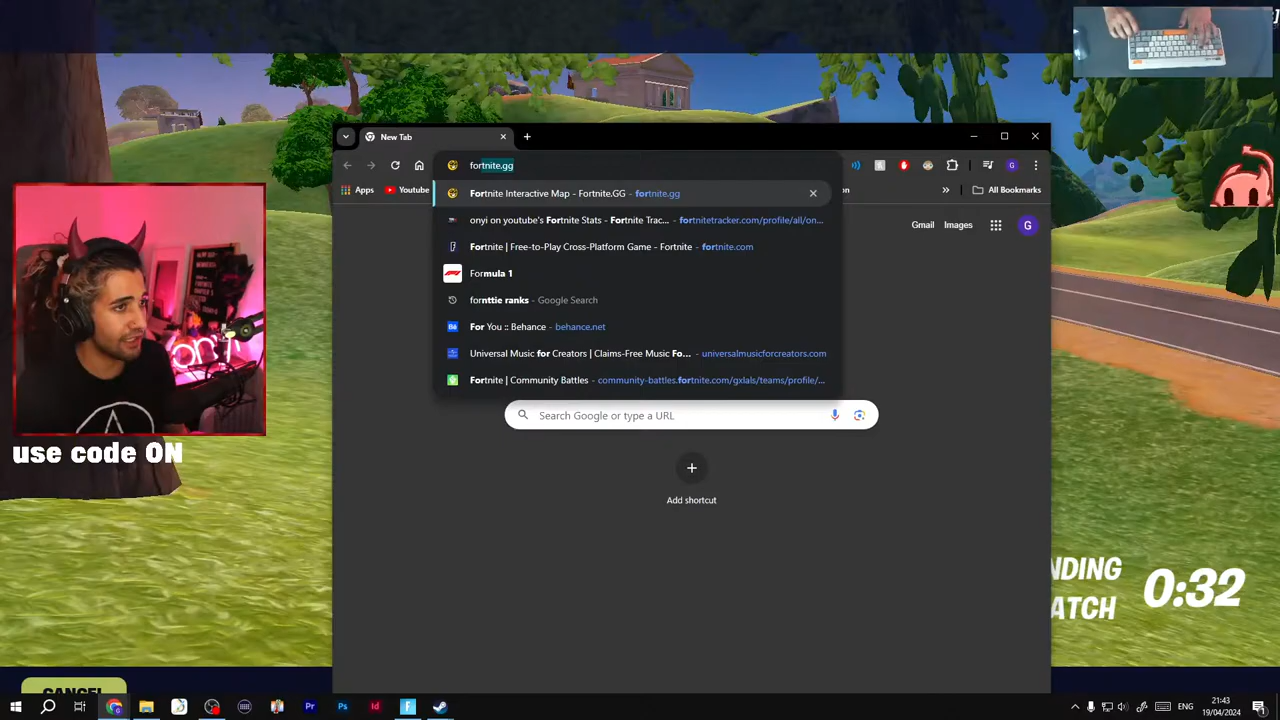 New Tab
fortnite.gg
Apps
Youtube
on
»
All Bookmarks
Fortnite Interactive Map - Fortnite.GG - fortnite.gg
onyi on youtube's Fortnite Stats - Fortnite Trac... - fortnitetracker.com/profile/all/on...
Fortnite | Free-to-Play Cross-Platform Game - Fortnite - fortnite.com
Formula 1
fornttie ranks - Google Search
For You :: Behance - behance.net
Universal Music for Creators | Claims-Free Music Fo... - universalmusicforcreators.com
Fortnite | Community Battles - community-battles.fortnite.com/gxlals/teams/profile/...
Gmail
Images
G
Search Google or type a URL
Add shortcut
use code ON
NDING
ATCH
0:32
CANCEL
Pr
Ps
Id
ENG
21:43
19/04/2024